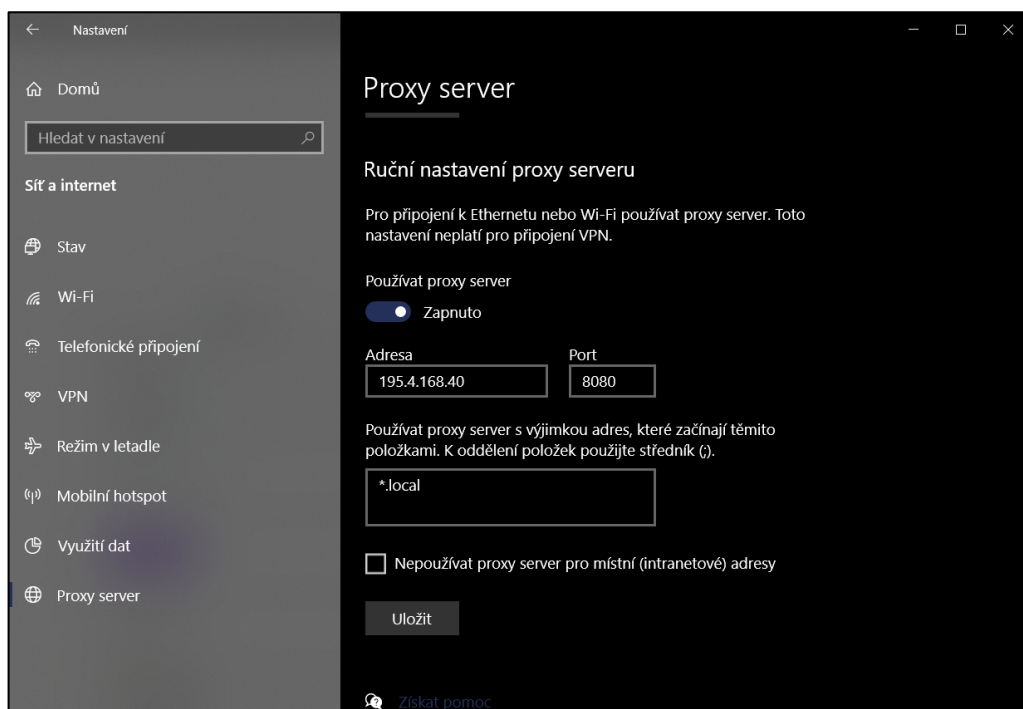 Nastavení
Domů
Hledat v nastavení
Síť a internet
Stav
Wi-Fi
Telefonické připojení
VPN
Režim v letadle
Mobilní hotspot
Využití dat
Proxy server
Proxy server
Ruční nastavení proxy serveru
Pro připojení k Ethernetu nebo Wi-Fi používat proxy server. Toto
nastavení neplatí pro připojení VPN.
Používat proxy server
Zapnuto
Adresa Port
195.4.168.40 8080
Používat proxy server s výjimkou adres, které začínají těmito
položkami. K oddělení položek použijte středník (;).
*.local
Nepoužívat proxy server pro místní (intranetové) adresy
Uložit
Získat pomoc